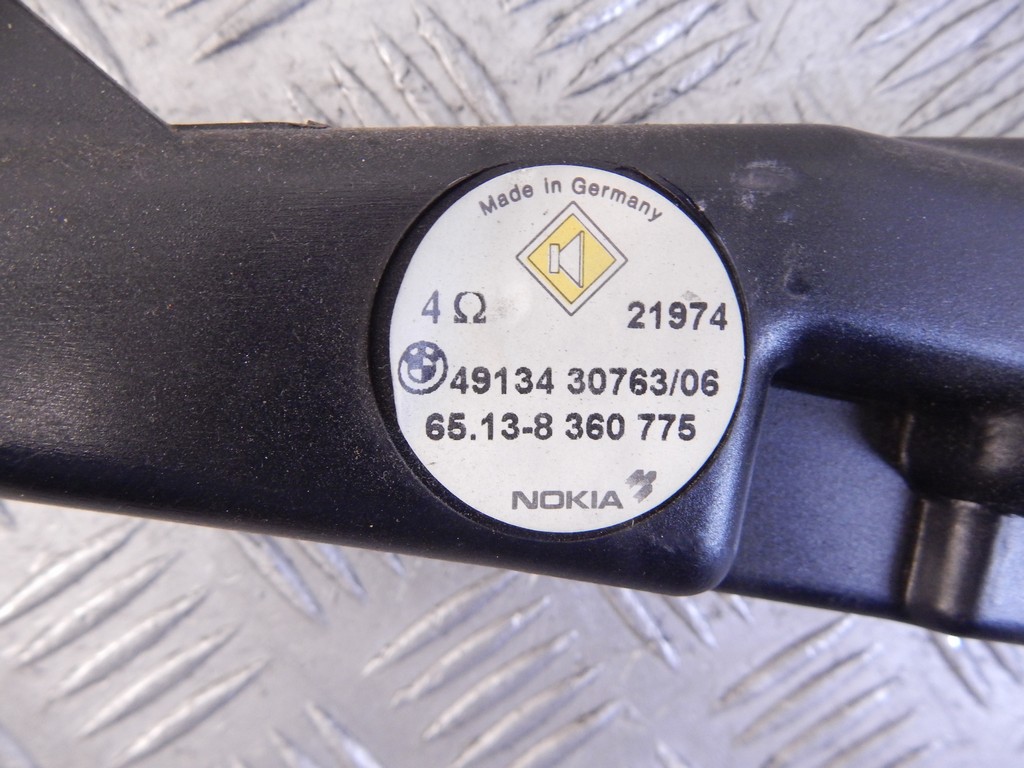 Made in Germany
4 Ω 21974
49134 30763/06
65.13-8 360 775
NOKIA